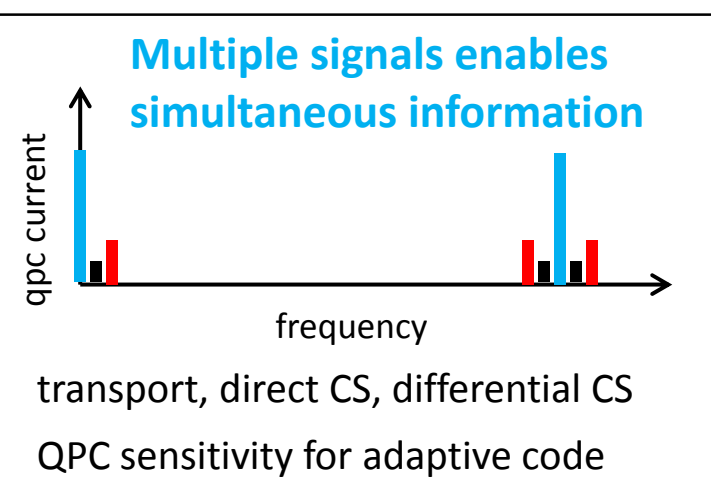 Multiple signals enables
simultaneous information
qpc current
frequency
transport, direct CS, differential CS
QPC sensitivity for adaptive code